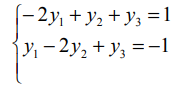 -2y₁ + y₂ + y₃ = 1
y₁ - 2y₂ + y₃ = -1